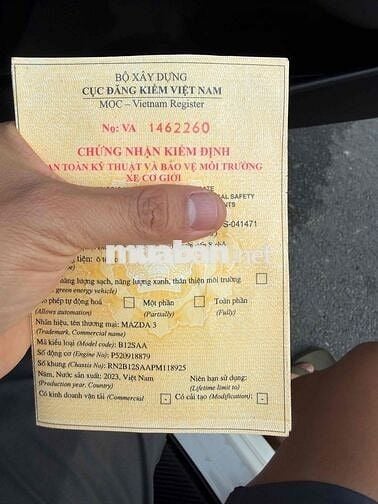 BỘ XÂY DỰNG
CỤC ĐĂNG KIỂM VIỆT NAM
MOC – Vietnam Register
No: VA 1462260
CHỨNG NHẬN KIỂM ĐỊNH
AN TOÀN KỸ THUẬT VÀ BẢO VỆ MÔI TRƯỜNG
XE CƠ GIỚI
SAFETY
S-041471
muaban.net
năng lượng sạch, năng lượng xanh, thân thiện môi trường
green energy vehicle)
phép tự động hoá Một phần Toàn phần
(Allows automation) (Partially) (Fully)
Nhãn hiệu, tên thương mại: MAZDA 3
(Trademark, Commercial name)
Mã kiểu loại (Model code): B12SAA
Số động cơ (Engine No): P520918879
Số khung (Chassis No): RN2B12SAAPM118925
Năm, Nước sản xuất: 2023, Việt Nam Niên hạn sử dụng:
(Production year, Country) (Lifetime limit to)
Có kinh doanh vận tải (Commercial - Có cải tạo (Modification): -